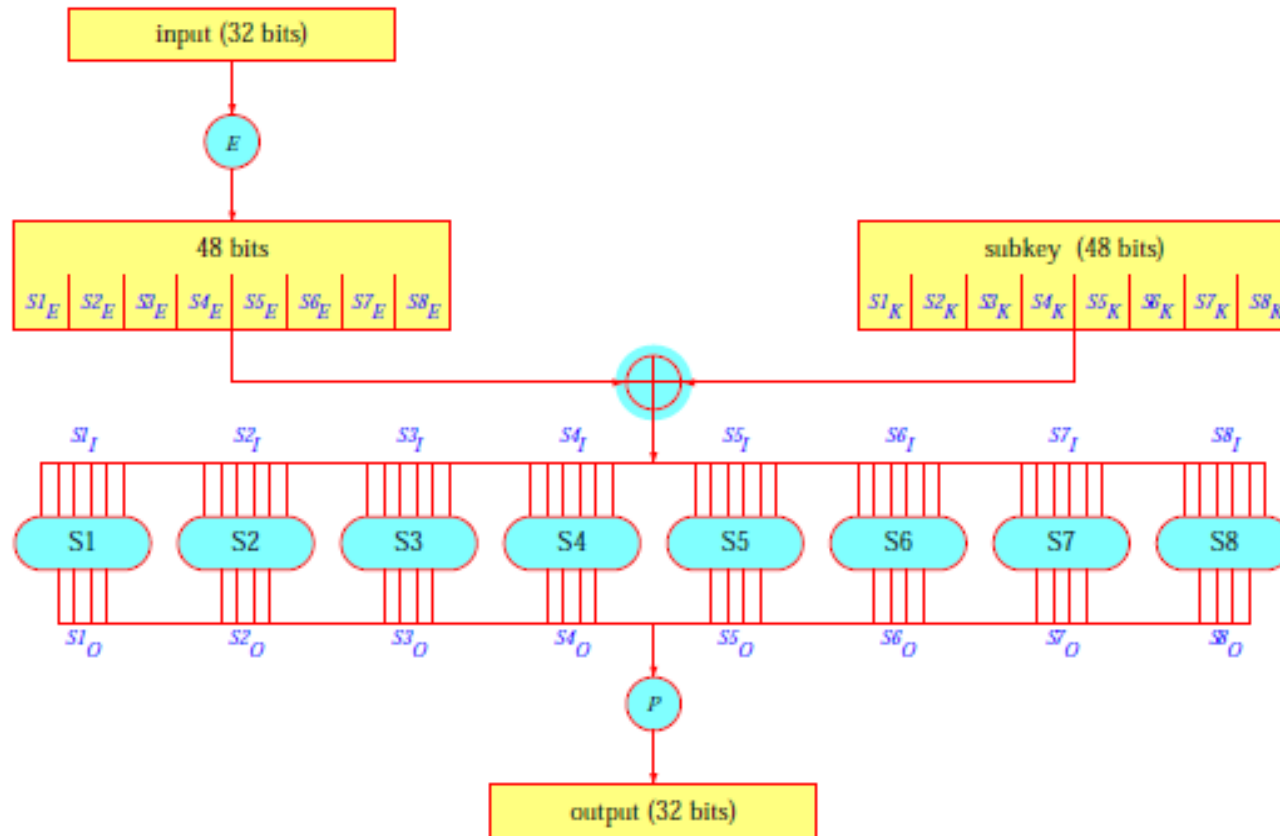 input (32 bits)
E
48 bits
subkey (48 bits)
S1E S2E S3E S4E S5E S6E S7E S8E
S1K S2K S3K S4K S5K S6K S7K S8K
S1I S2I S3I S4I S5I S6I S7I S8I
S1 S2 S3 S4 S5 S6 S7 S8
S1O S2O S3O S4O S5O S6O S7O S8O
P
output (32 bits)